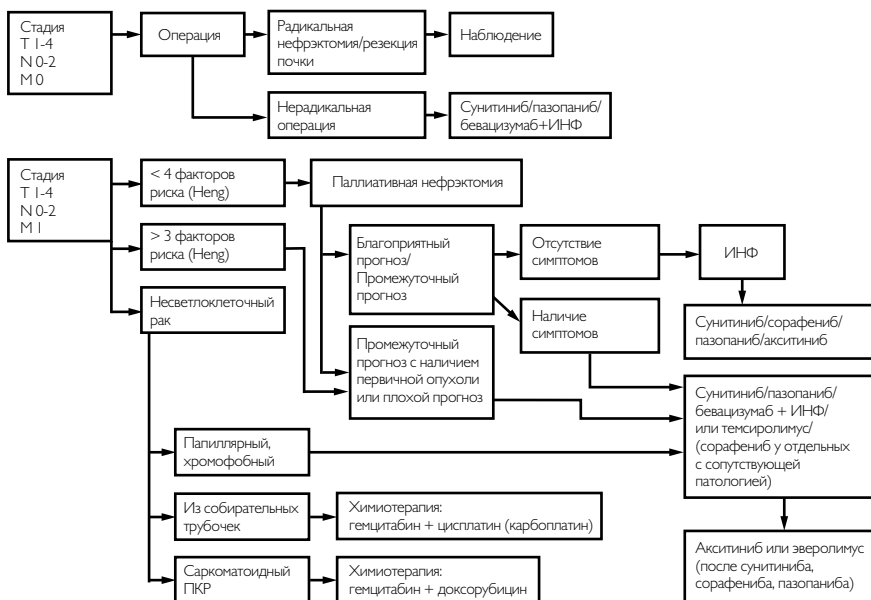 Стадия
T 1-4
N 0-2
M 0
Операция
Радикальная
нефрэктомия/резекция
почки
Наблюдение
Нерадикальная
операция
Сунитиниб/пазопаниб/
бевацизумаб+ИНФ
Стадия
T 1-4
N 0-2
M 1
< 4 факторов
риска (Heng)
Паллиативная нефрэктомия
> 3 факторов
риска (Heng)
Благоприятный
прогноз/
Промежуточный
прогноз
Отсутствие
симптомов
ИНФ
Несветлоклеточный
рак
Наличие
симптомов
Сунитиниб/сорафениб/
пазопаниб/акситиниб
Промежуточный
прогноз с наличием
первичной опухоли
или плохой прогноз
Сунитиниб/пазопаниб/
бевацизумаб + ИНФ/
или темсиролимус/
(сорафениб у отдельных
с сопутствующей
патологией)
Папиллярный,
хромофобный
Из собирательных
трубочек
Химиотерапия:
гемцитабин + цисплатин (карбоплатин)
Акситиниб или эверолимус
(после сунитиниба,
сорафениба, пазопаниба)
Саркоматоидный
ПКР
Химиотерапия:
гемцитабин + доксорубицин